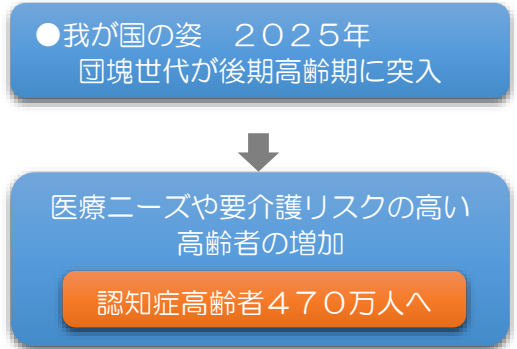 ●我が国の姿　２０２５年
団塊世代が後期高齢期に突入
医療ニーズや要介護リスクの高い
高齢者の増加
認知症高齢者４７０万人へ